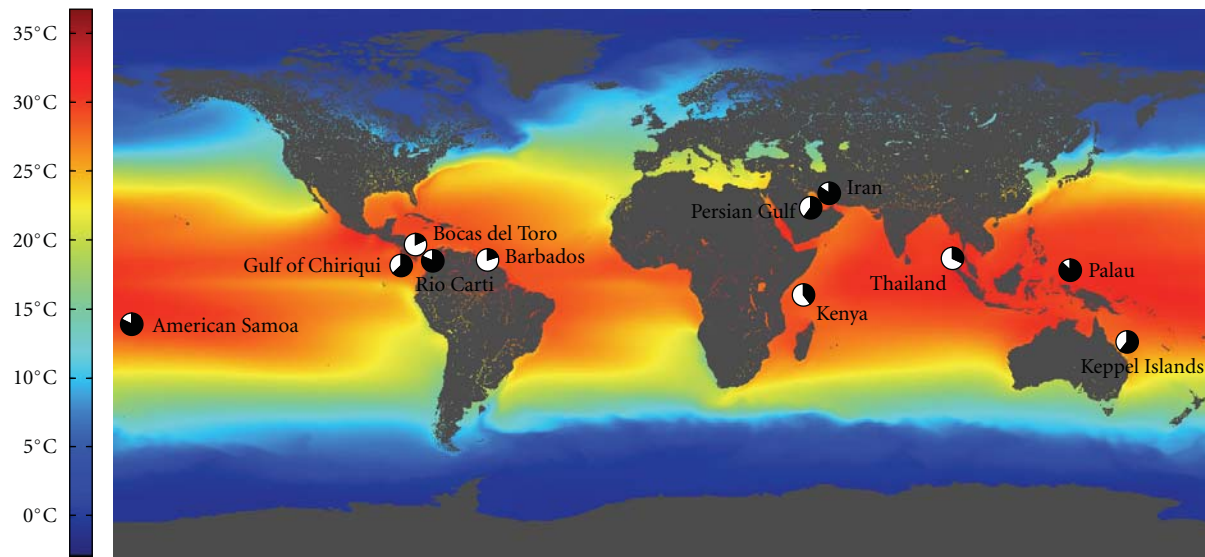 35°C
30°C
25°C
20°C
15°C
10°C
5°C
0°C
Iran
Persian Gulf
Bocas del Toro
Barbados
Gulf of Chiriqui
Rio Carti
Thailand
Palau
Kenya
American Samoa
Keppel Islands